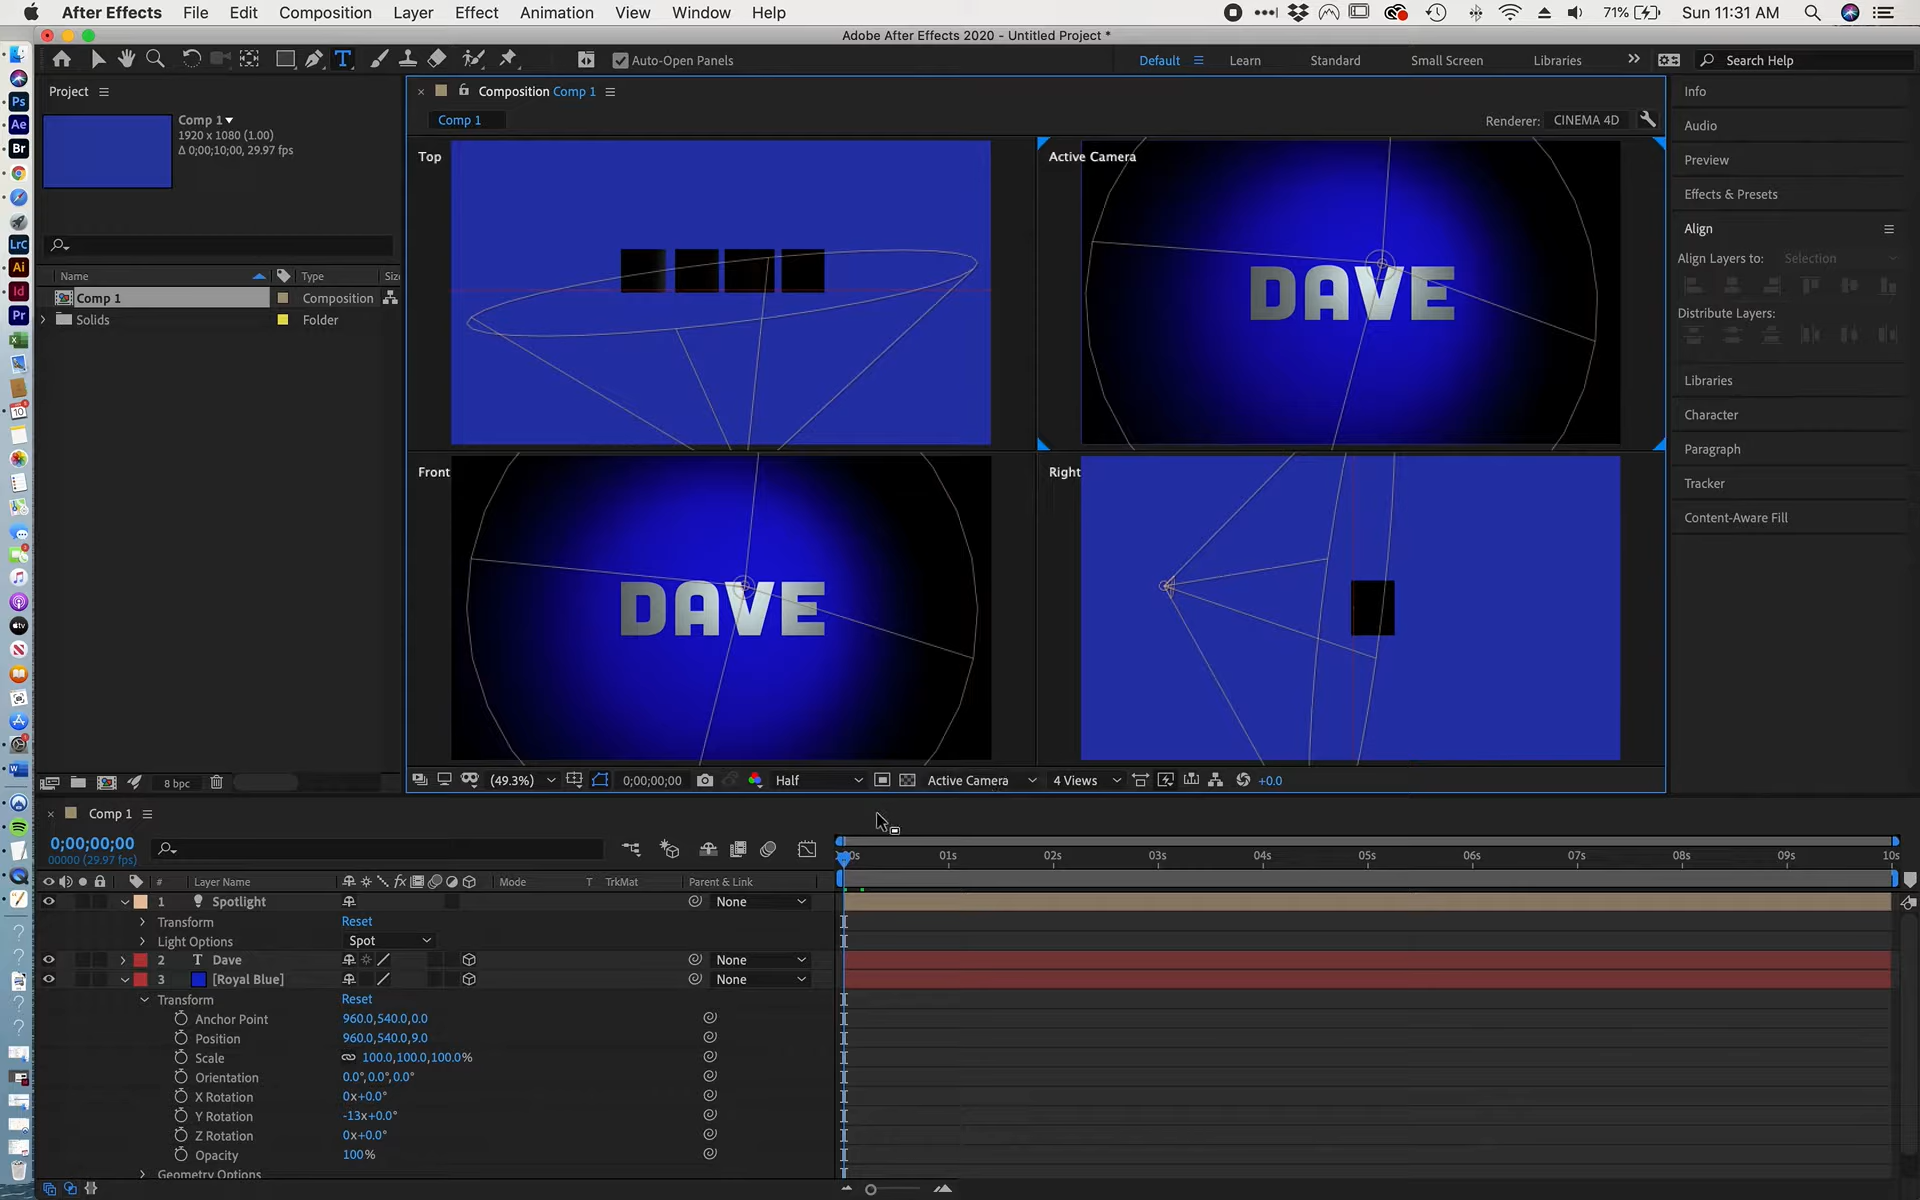 After Effects File Edit Composition Layer Effect Animation View Window Help 71% Sun 11:31 AM
Adobe After Effects 2020 - Untitled Project *
Auto-Open Panels Default Learn Standard Small Screen Libraries Search Help
Project
Comp 1
1920 x 1080 (1.00)
Δ 0;00;10;00, 29.97 fps
Name Type Siz
Comp 1 Composition
Solids Folder
8 bpc
Composition Comp 1
Comp 1
Renderer: CINEMA 4D
Top
Active Camera
DAVE
Front
DAVE
Right
(49.3%) 0;00;00;00 Half Active Camera 4 Views +0.0
Info
Audio
Preview
Effects & Presets
Align
Align Layers to: Selection
Distribute Layers:
Libraries
Character
Paragraph
Tracker
Content-Aware Fill
Ps
Ae
Br
LrC
Ai
Id
Pr
Comp 1
0;00;00;00
00000 (29.97 fps)
# Layer Name Mode T TrkMat Parent & Link
01s 02s 03s 04s 05s 06s 07s 08s 09s 10s
1 Spotlight None
Transform Reset
Light Options Spot
2 T Dave None
3 [Royal Blue] None
Transform Reset
Anchor Point 960.0,540.0,0.0
Position 960.0,540.0,9.0
Scale 100.0,100.0,100.0%
Orientation 0.0°,0.0°,0.0°
X Rotation 0x+0.0°
Y Rotation -13x+0.0°
Z Rotation 0x+0.0°
Opacity 100%
Geometry Options